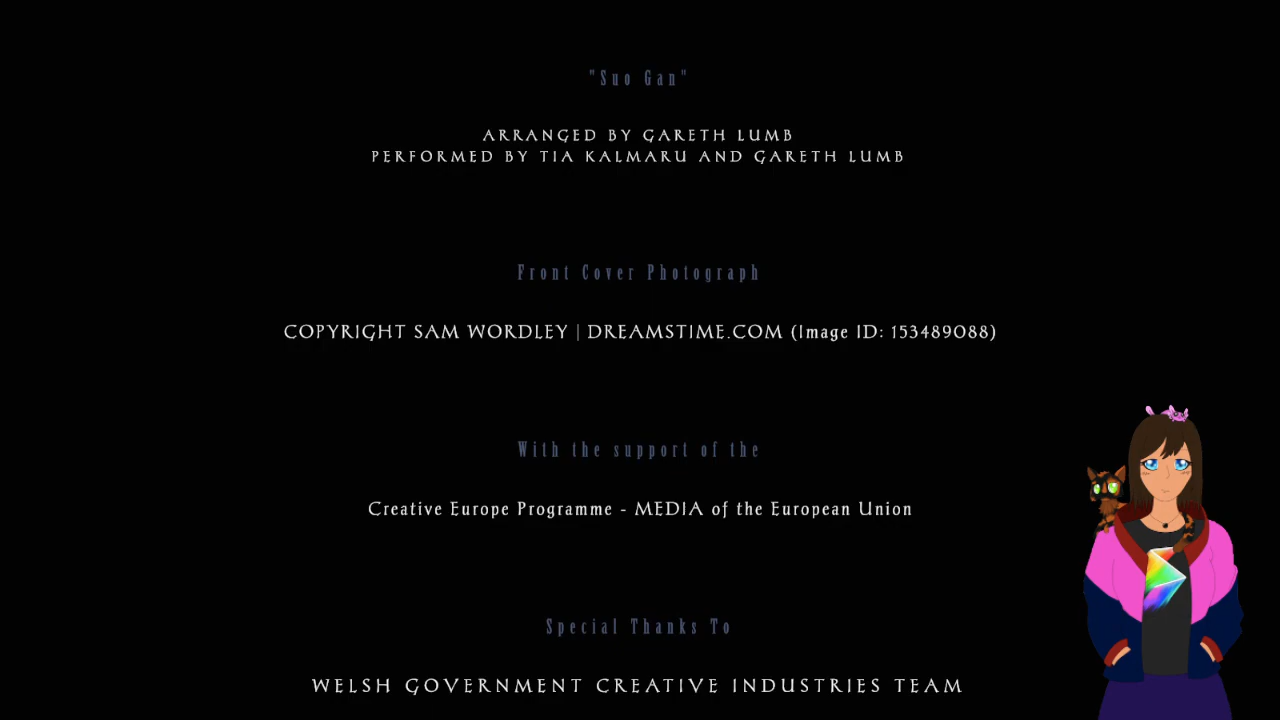 "Suo Gan"
ARRANGED BY GARETH LUMB
PERFORMED BY TIA KALMARU AND GARETH LUMB
Front Cover Photograph
COPYRIGHT SAM WORDLEY | DREAMSTIME.COM (Image ID: 153489088)
With the support of the
Creative Europe Programme - MEDIA of the European Union
Special Thanks To
WELSH GOVERNMENT CREATIVE INDUSTRIES TEAM